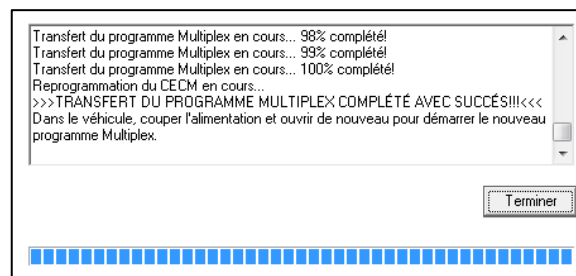 Transfert du programme Multiplex en cours... 98% complété!
Transfert du programme Multiplex en cours... 99% complété!
Transfert du programme Multiplex en cours... 100% complété!
Reprogrammation du CECM en cours...
>>>TRANSFERT DU PROGRAMME MULTIPLEX COMPLÉTÉ AVEC SUCCÉS!!!<<<
Dans le véhicule, couper l'alimentation et ouvrir de nouveau pour démarrer le nouveau
programme Multiplex.
Terminer